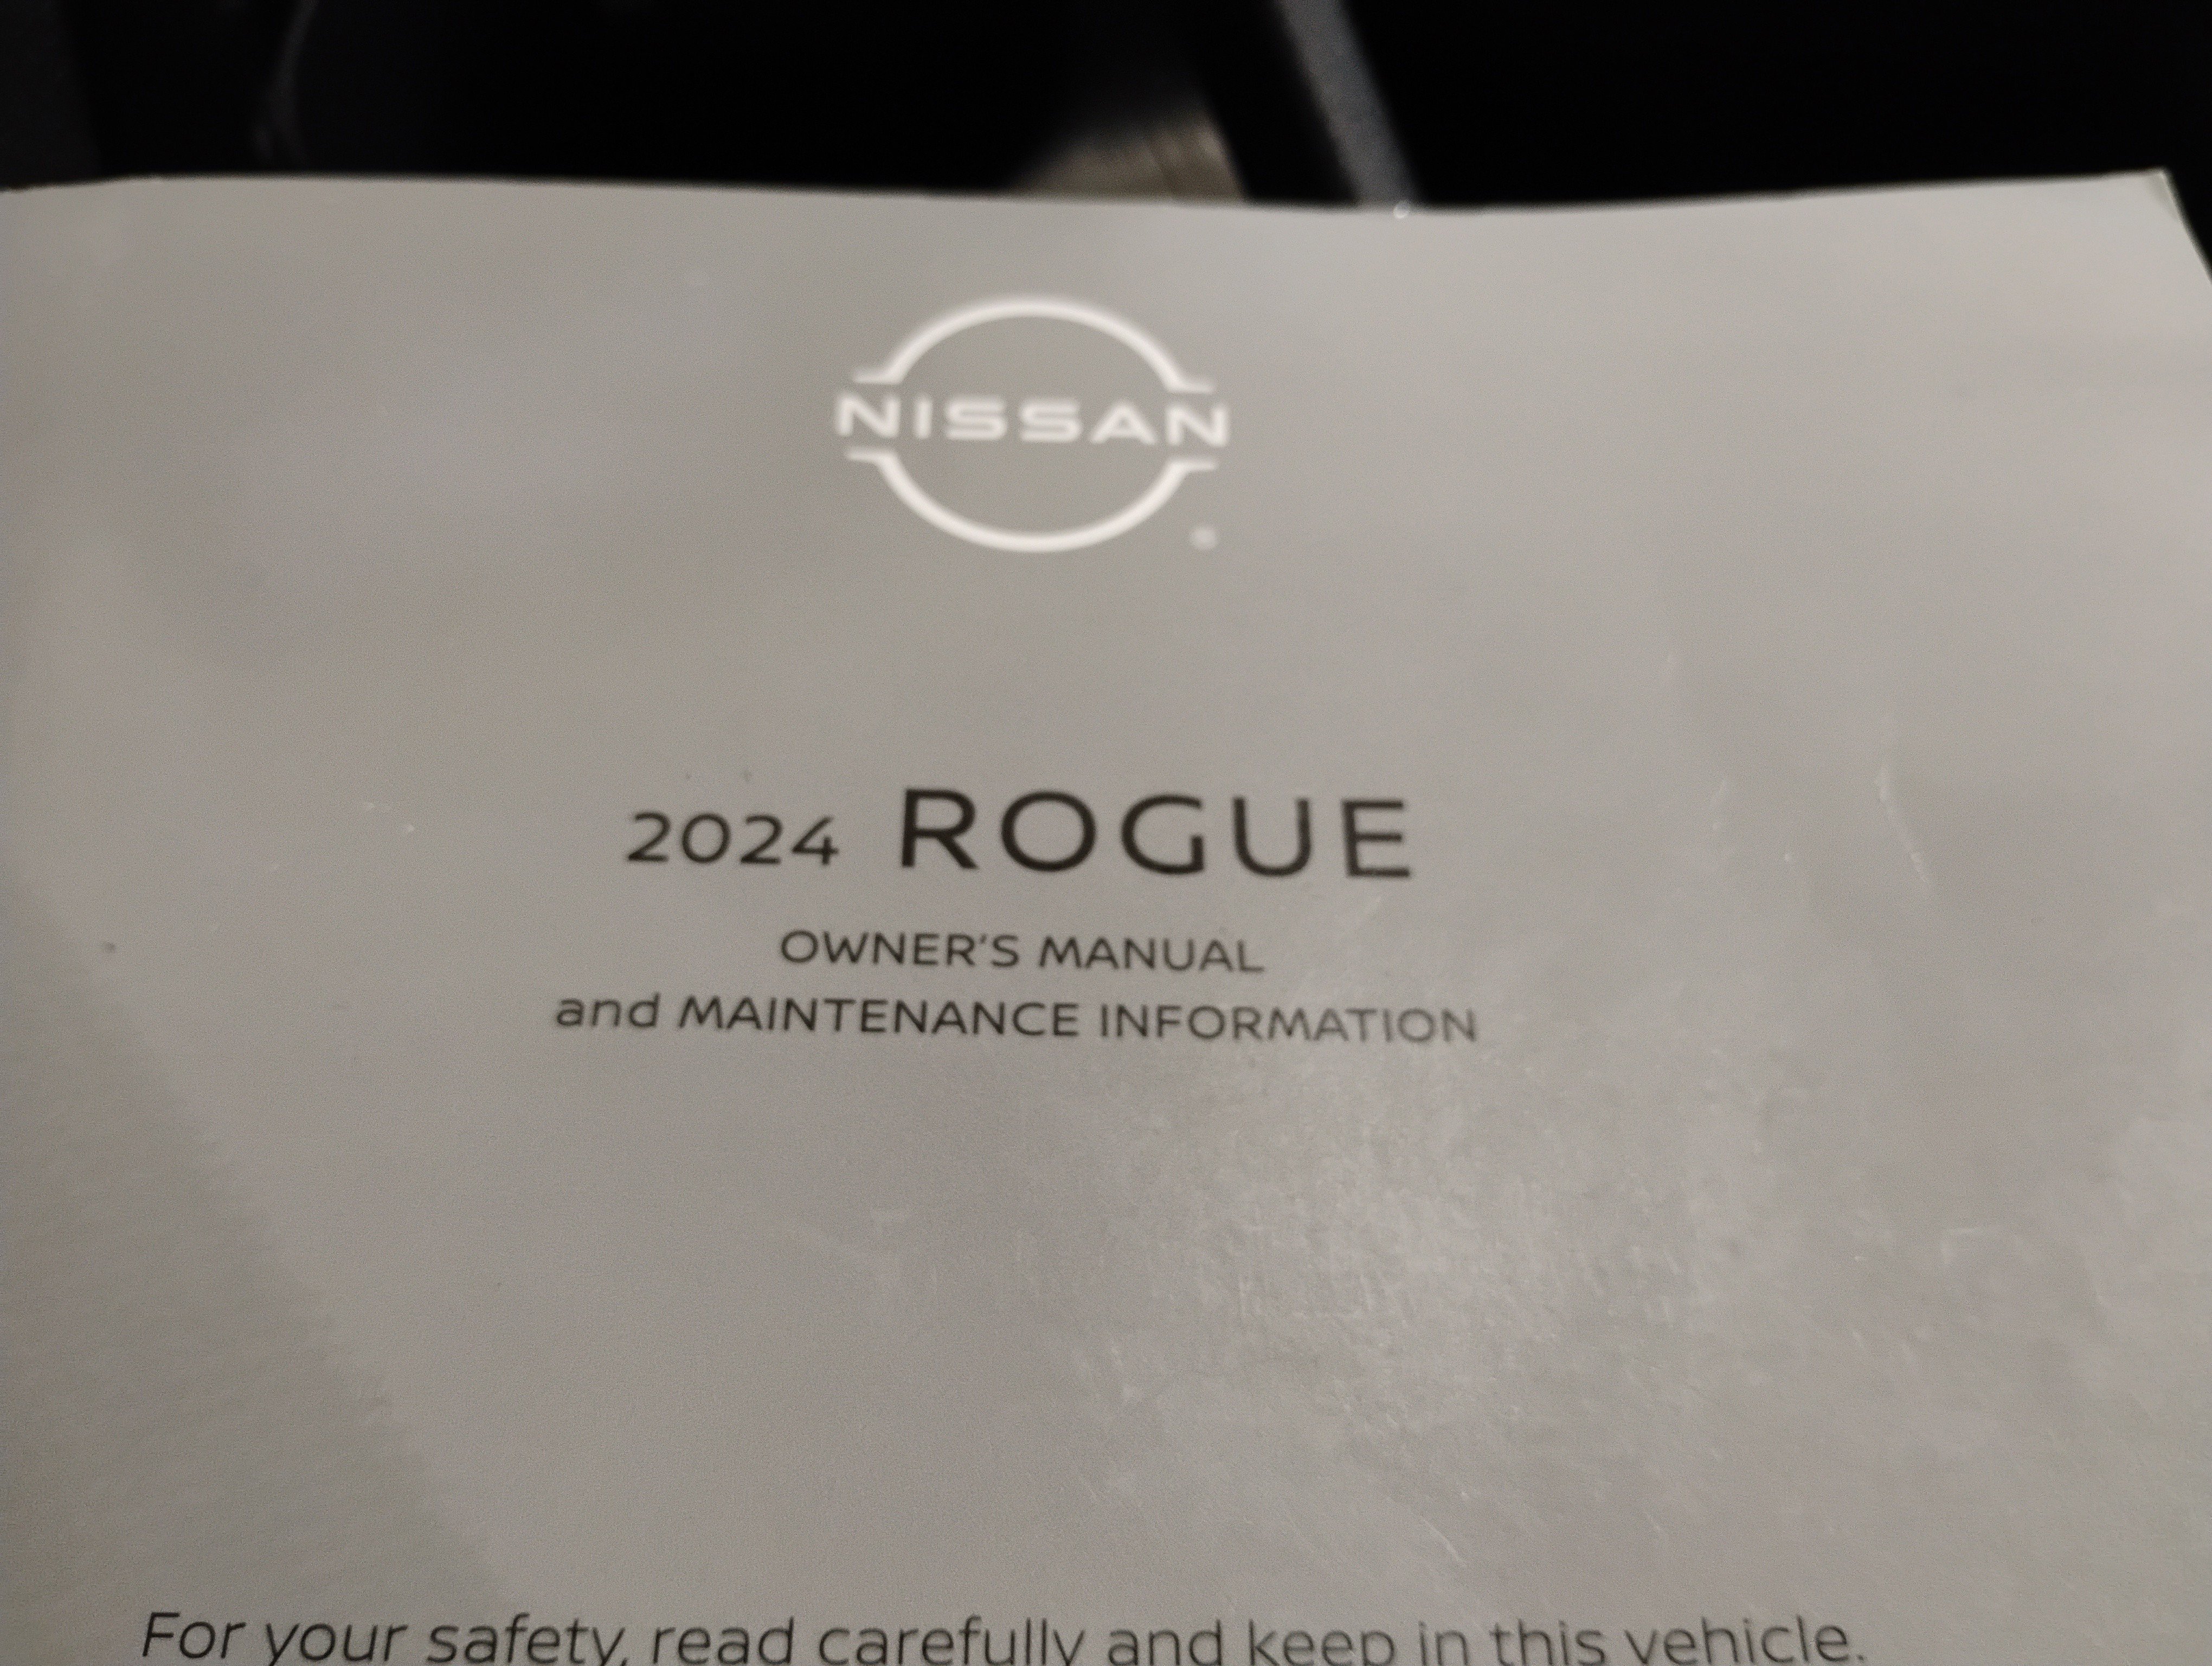 NISSAN
2024 ROGUE
OWNER'S MANUAL
and MAINTENANCE INFORMATION
For your safety, read carefully and keep in this vehicle.